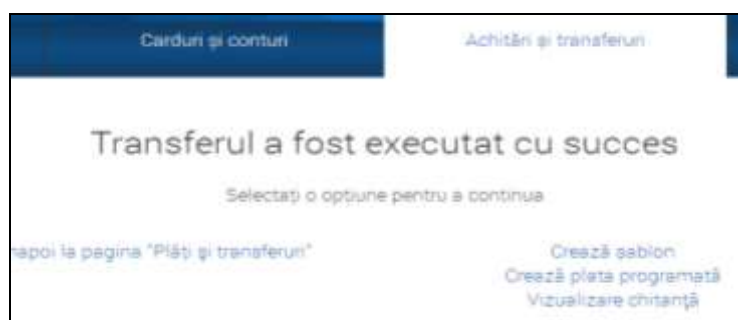 Carduri și conturi
Achitări și transferuri
Transferul a fost executat cu succes
Selectați o opțiune pentru a continua
napoi la pagina "Plăți și transferuri"
Crează șablon
Crează plata programată
Vizualizare chitanță